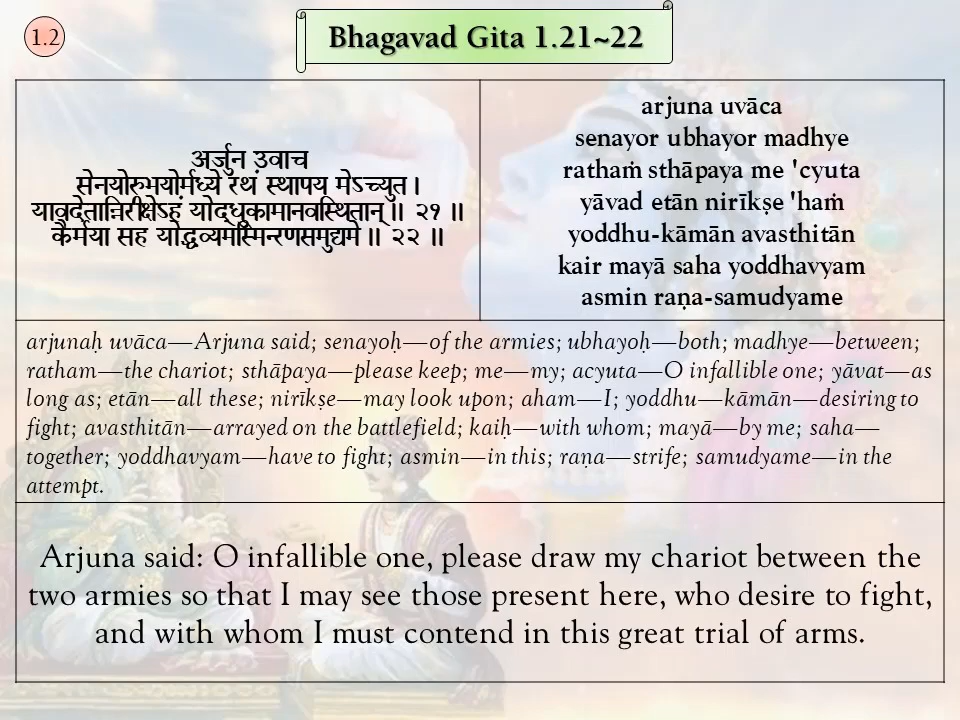 1.2
Bhagavad Gita 1.21~22
अर्जुन उवाच
सेनयोरुभयोर्मध्ये रथं स्थापय मेऽच्युत ।
यावदेतान्निरीक्षेऽहं योद्धुकामानवस्थितान् ॥ २१ ॥
कैर्मया सह योद्धव्यमस्मिन्रणसमुद्यमे ॥ २२ ॥
arjuna uvāca
senayor ubhayor madhye
rathaṁ sthāpaya me 'cyuta
yāvad etān nirīkṣe 'haṁ
yoddhu-kāmān avasthitān
kair mayā saha yoddhavyam
asmin raṇa-samudyame
arjunaḥ uvāca—Arjuna said; senayoḥ—of the armies; ubhayoḥ—both; madhye—between;
ratham—the chariot; sthāpaya—please keep; me—my; acyuta—O infallible one; yāvat—as
long as; etān—all these; nirīkṣe—may look upon; aham—I; yoddhu—kāmān—desiring to
fight; avasthitān—arrayed on the battlefield; kaiḥ—with whom; mayā—by me; saha—
together; yoddhavyam—have to fight; asmin—in this; raṇa—strife; samudyame—in the
attempt.
Arjuna said: O infallible one, please draw my chariot between the
two armies so that I may see those present here, who desire to fight,
and with whom I must contend in this great trial of arms.